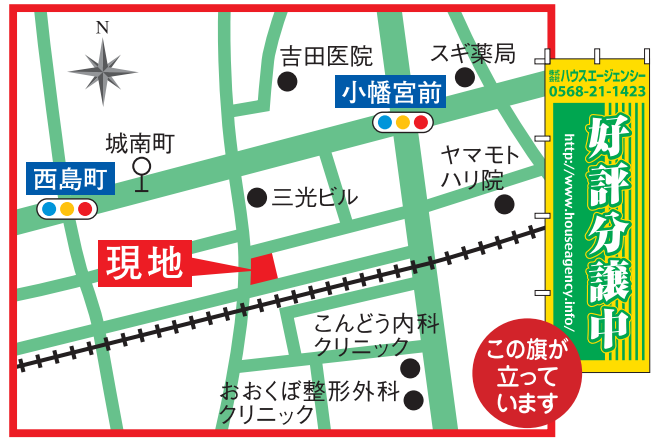 N
吉田医院
スギ薬局
小幡宮前
城南町
ヤマモト
ハリ院
西島町
三光ビル
現地
こんどう内科
クリニック
おおくぼ整形外科
クリニック
株式会社 ハウスエージェンシー
0568-21-1423
好評分譲中
http://www.houseagency.info/
この旗が
立って
います